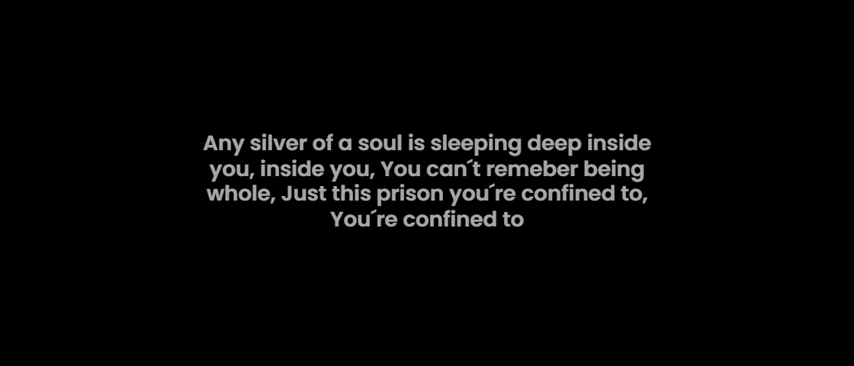 Any silver of a soul is sleeping deep inside
you, inside you, You can´t remeber being
whole, Just this prison you´re confined to,
You´re confined to